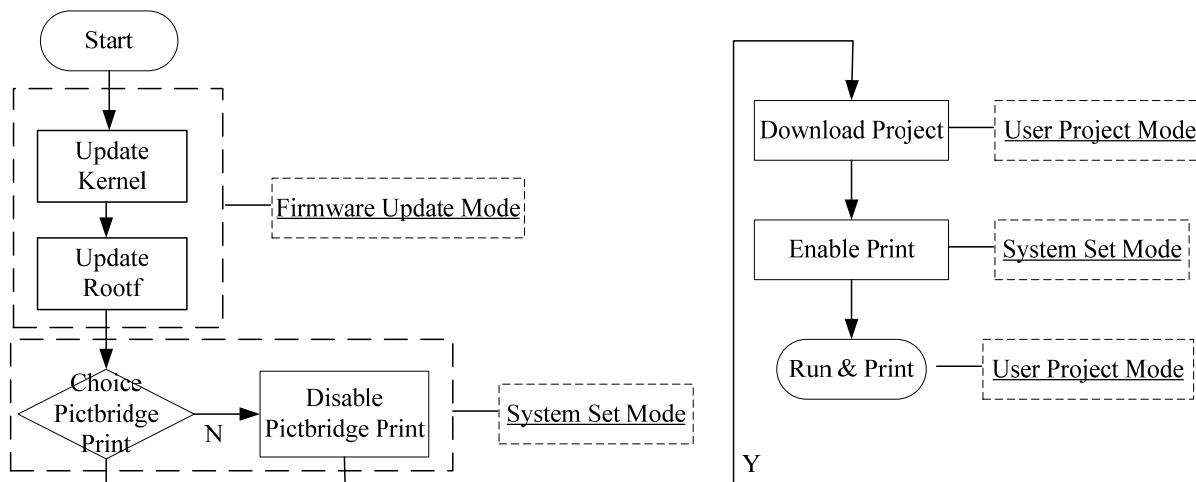 Start
Update
Kernel
Firmware Update Mode
Update
Rootf
Choice
Pictbridge
Print
N
Disable
Pictbridge Print
System Set Mode
Download Project
User Project Mode
Enable Print
System Set Mode
Run & Print
User Project Mode
Y